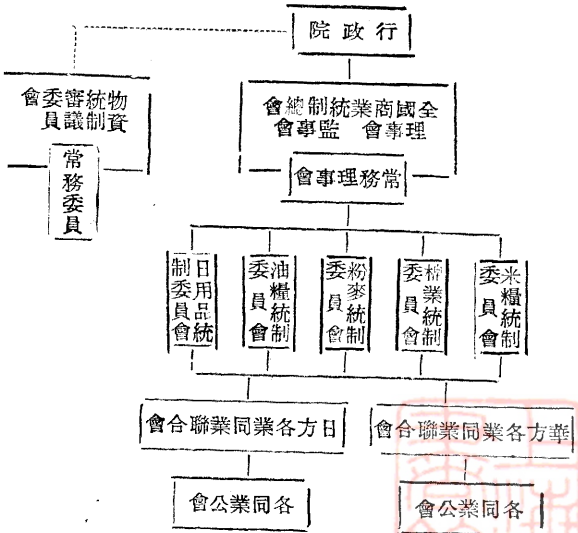 行政院
全國商業統制總會
理事會 監事會
常務理事會
物資統制審議委員會
常務委員
米糧統制
委員會
棉業統制
委員會
粉麥統制
委員會
油糧統制
委員會
日用品統
制委員會
華方各業同業聯合會
日方各業同業聯合會
各同業公會
各同業公會